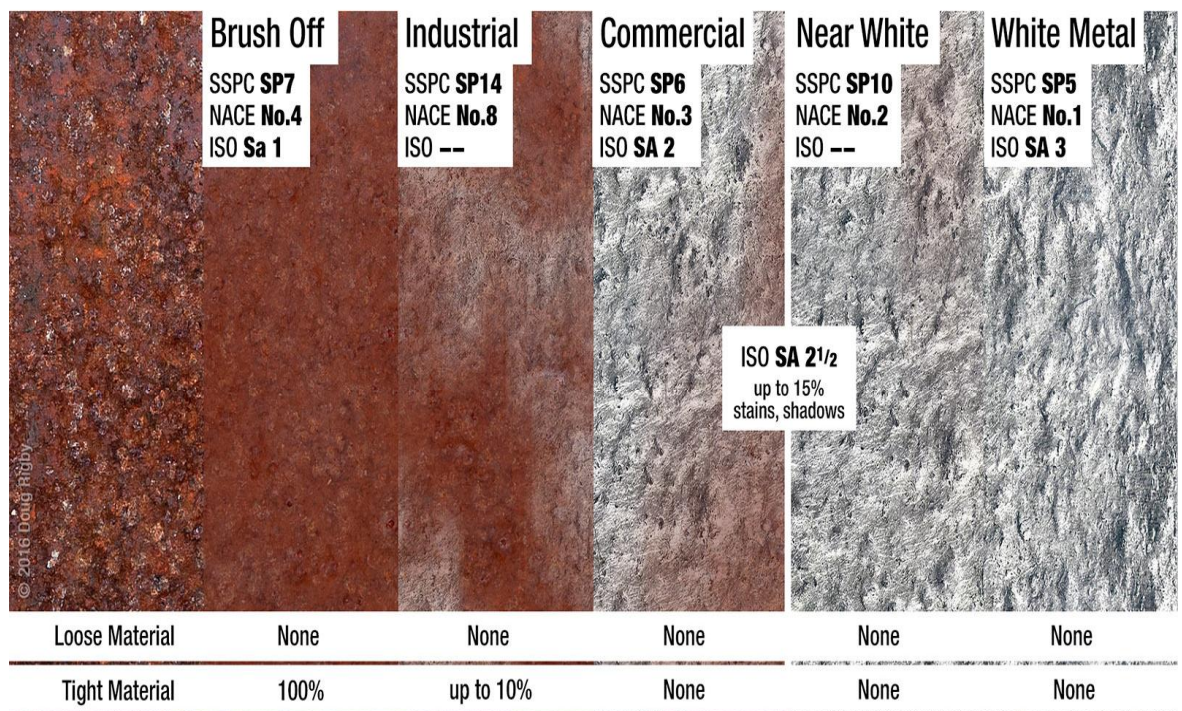 Brush Off
SSPC SP7
NACE No.4
ISO Sa 1
Industrial
SSPC SP14
NACE No.8
ISO --
Commercial
SSPC SP6
NACE No.3
ISO SA 2
Near White
SSPC SP10
NACE No.2
ISO --
White Metal
SSPC SP5
NACE No.1
ISO SA 3
ISO SA 2 1/2
up to 15%
stains, shadows
© 2016 Doug Rigby
Loose Material None None None None None
Tight Material 100% up to 10% None None None